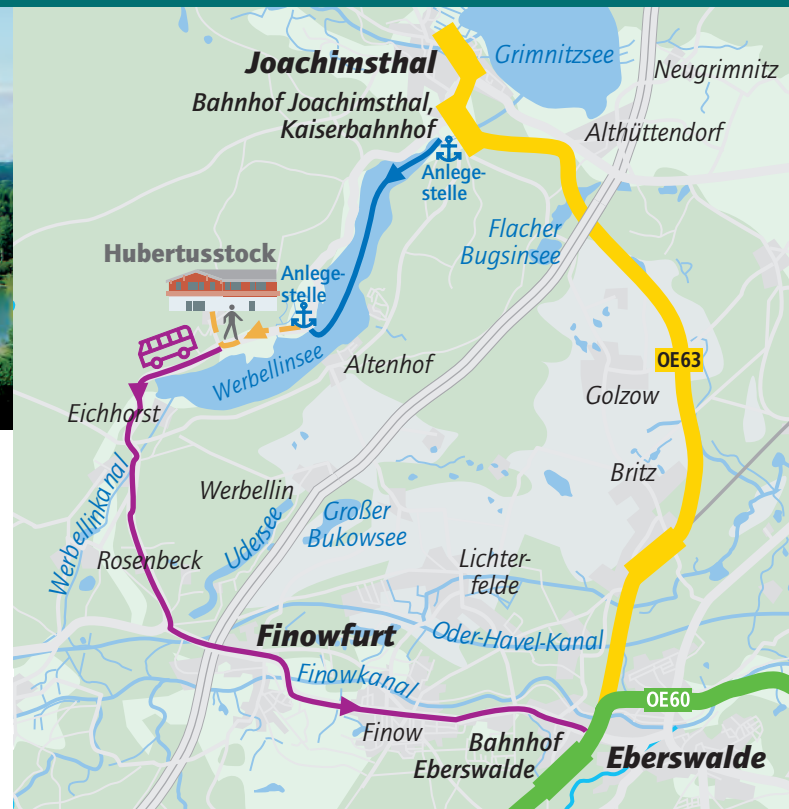 Joachimsthal
Grimnitzsee
Neugrimnitz
Bahnhof Joachimsthal,
Kaiserbahnhof
Althüttendorf
Anlege-
stelle
Flacher
Bugsinsee
Hubertusstock
Anlege-
stelle
Werbellinsee
Altenhof
OE63
Golzow
Eichhorst
Britz
Werbellin
Werbellinkanal
Udersee
Großer
Bukowsee
Rosenbeck
Lichter-
felde
Finowfurt
Oder-Havel-Kanal
Finowkanal
OE60
Finow
Bahnhof
Eberswalde
Eberswalde